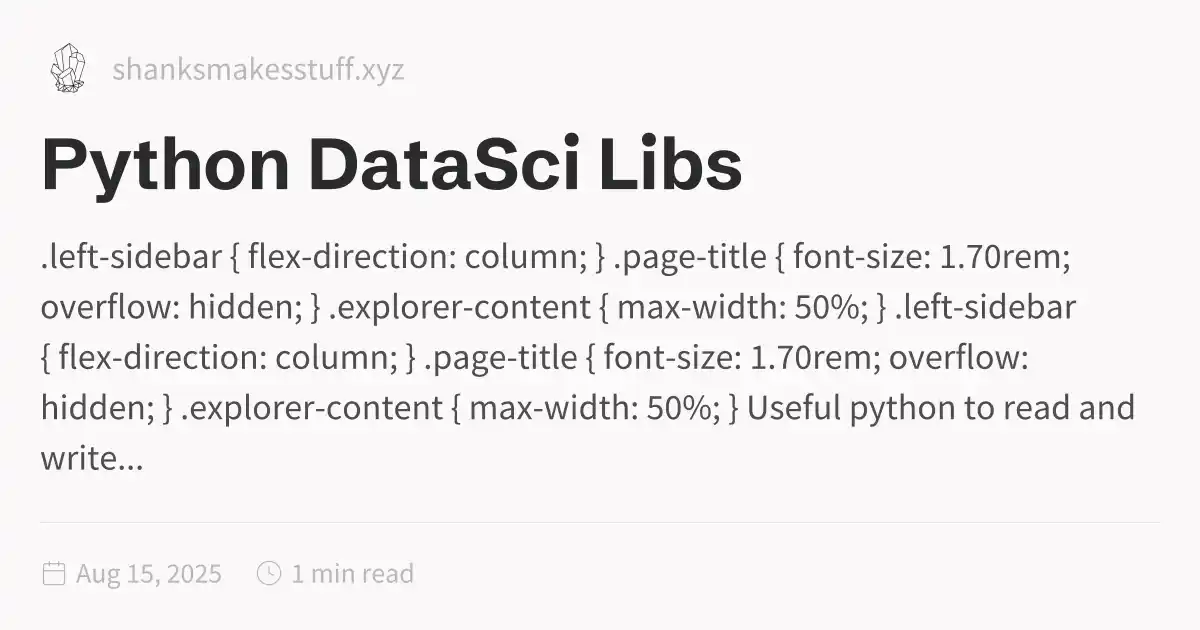 shanksmakesstuff.xyz
Python DataSci Libs
.left-sidebar { flex-direction: column; } .page-title { font-size: 1.70rem;
overflow: hidden; } .explorer-content { max-width: 50%; } .left-sidebar
{ flex-direction: column; } .page-title { font-size: 1.70rem; overflow:
hidden; } .explorer-content { max-width: 50%; } Useful python to read and
write...
Aug 15, 2025 1 min read